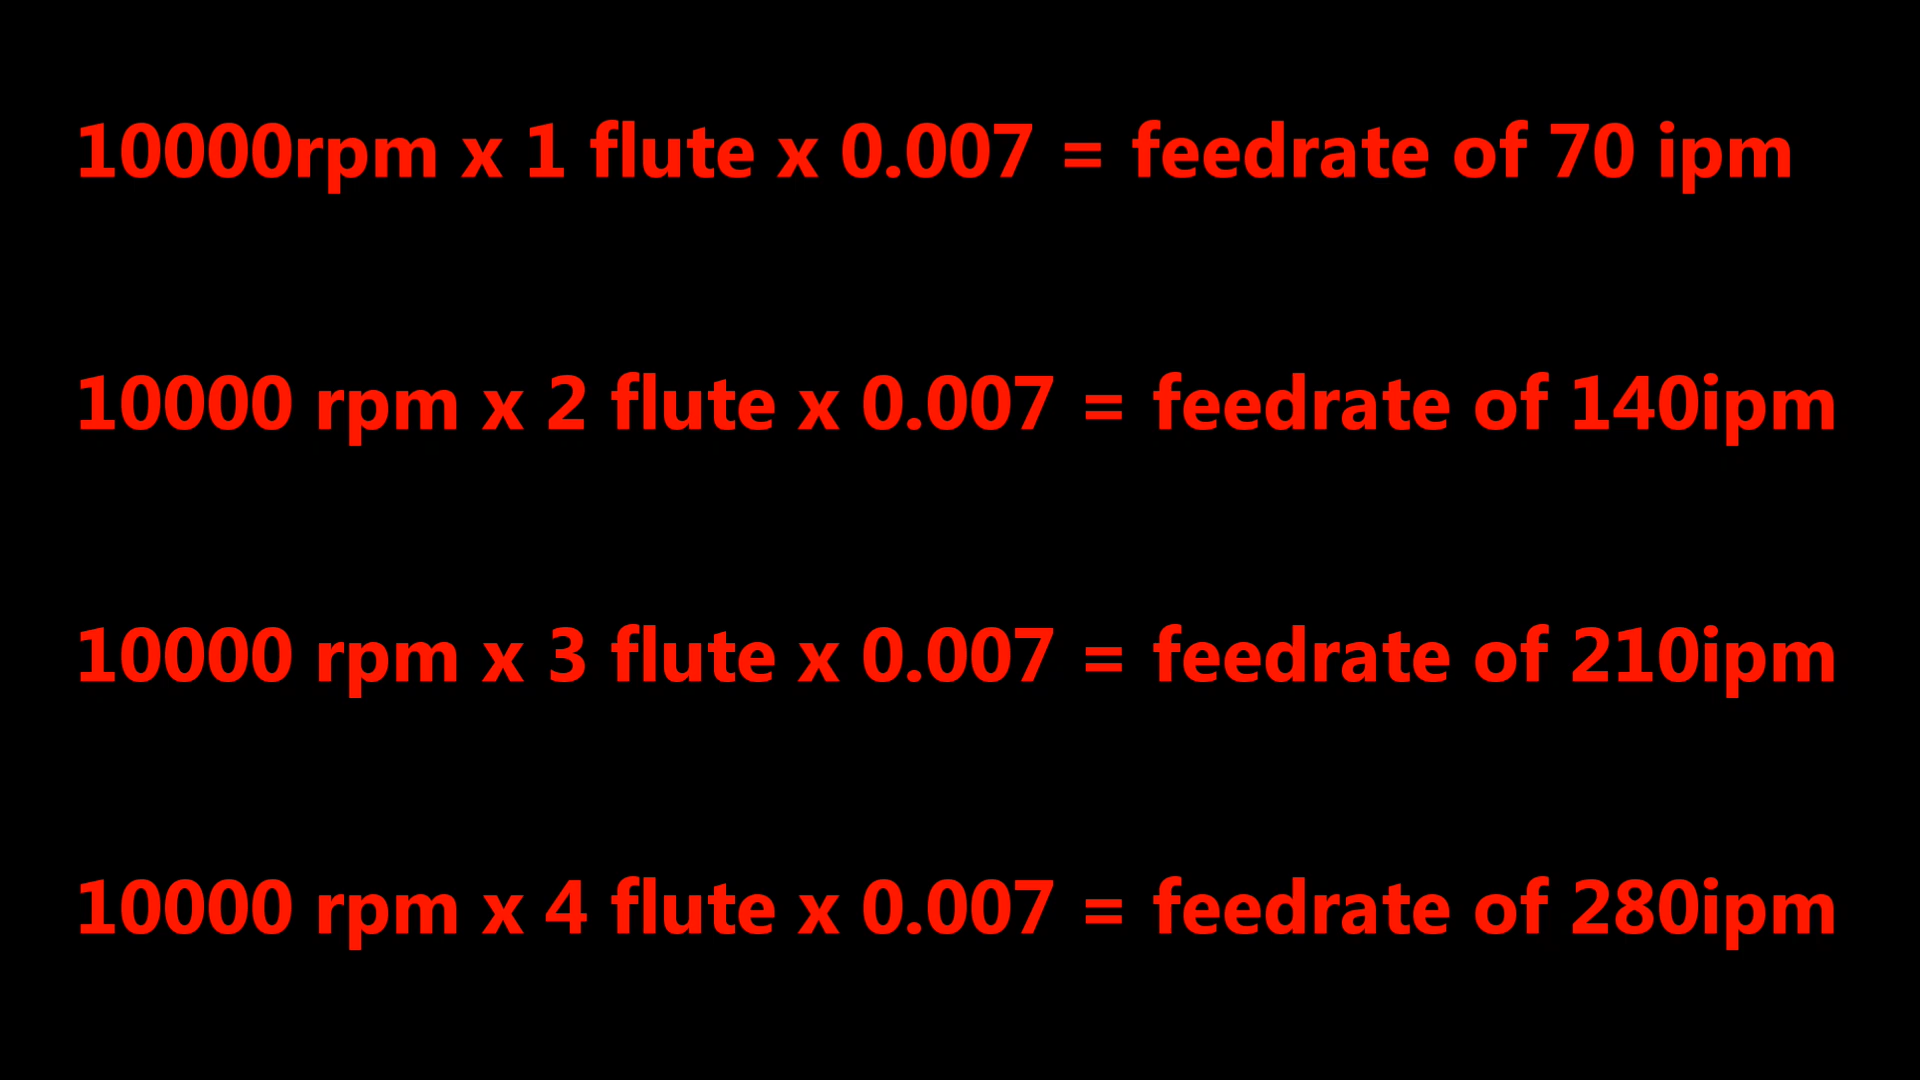 10000rpm x 1 flute x 0.007 = feedrate of 70 ipm
10000 rpm x 2 flute x 0.007 = feedrate of 140ipm
10000 rpm x 3 flute x 0.007 = feedrate of 210ipm
10000 rpm x 4 flute x 0.007 = feedrate of 280ipm